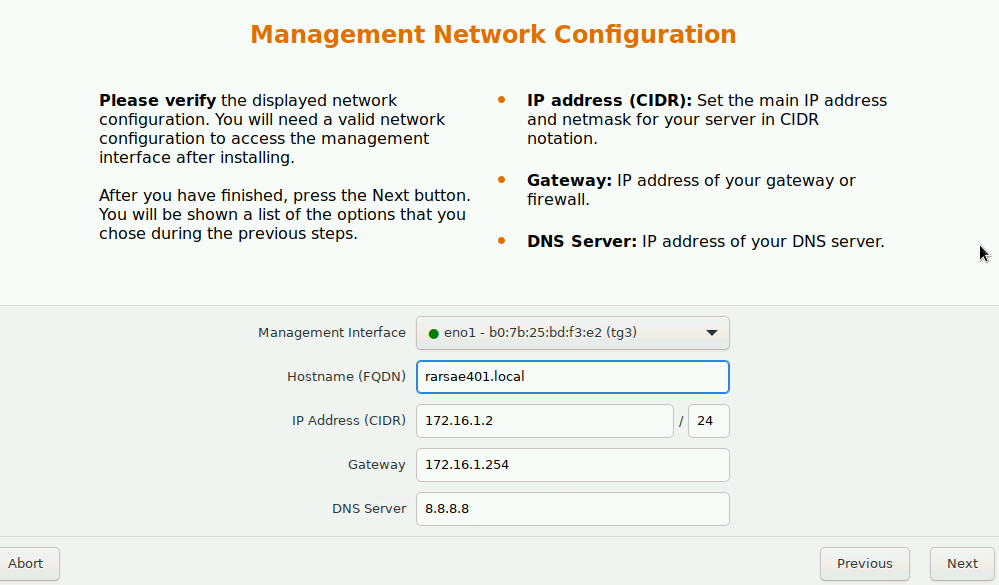 Management Network Configuration
Please verify the displayed network
configuration. You will need a valid network
configuration to access the management
interface after installing.
After you have finished, press the Next button.
You will be shown a list of the options that you
chose during the previous steps.
IP address (CIDR): Set the main IP address
and netmask for your server in CIDR
notation.
Gateway: IP address of your gateway or
firewall.
DNS Server: IP address of your DNS server.
Management Interface eno1 - b0:7b:25:bd:f3:e2 (tg3)
Hostname (FQDN) rarsae401.local
IP Address (CIDR) 172.16.1.2 / 24
Gateway 172.16.1.254
DNS Server 8.8.8.8
Abort Previous Next